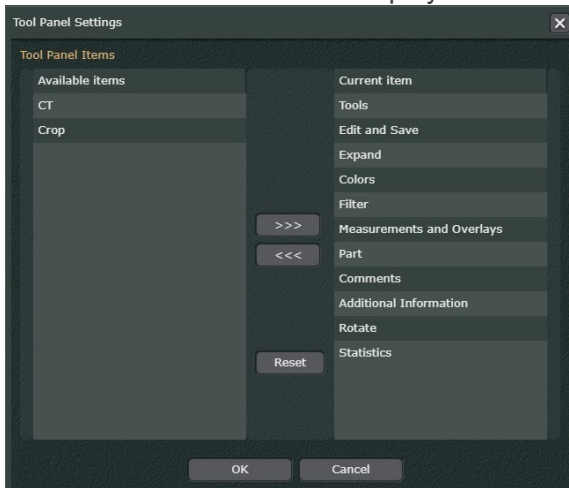 Tool Panel Settings
Tool Panel Items
Available items
CT
Crop
>>>
<<<
Reset
Current item
Tools
Edit and Save
Expand
Colors
Filter
Measurements and Overlays
Part
Comments
Additional Information
Rotate
Statistics
OK
Cancel